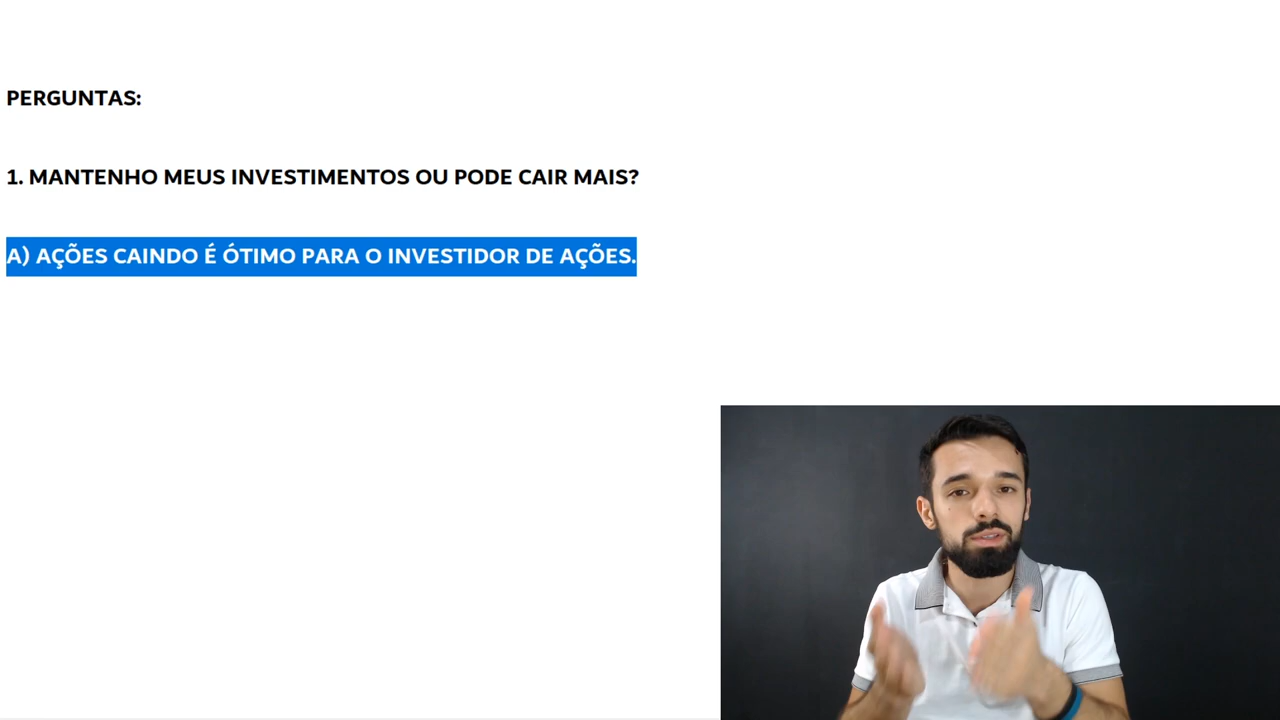 PERGUNTAS:
1. MANTENHO MEUS INVESTIMENTOS OU PODE CAIR MAIS?
A) AÇÕES CAINDO É ÓTIMO PARA O INVESTIDOR DE AÇÕES.